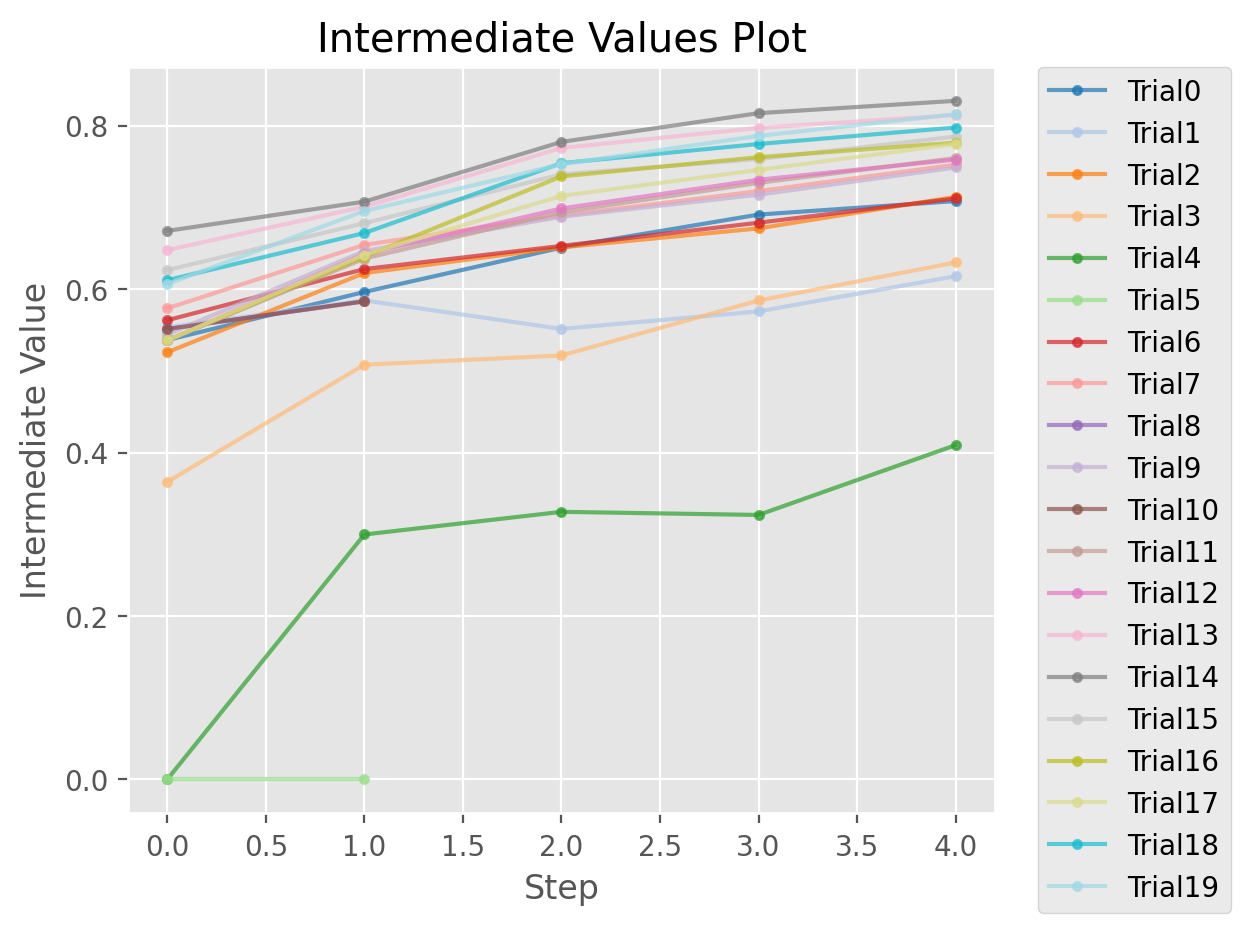 Intermediate Values Plot
Intermediate Value
0.8
0.6
0.4
0.2
0.0
0.0 0.5 1.0 1.5 2.0 2.5 3.0 3.5 4.0
Step
Trial0
Trial1
Trial2
Trial3
Trial4
Trial5
Trial6
Trial7
Trial8
Trial9
Trial10
Trial11
Trial12
Trial13
Trial14
Trial15
Trial16
Trial17
Trial18
Trial19